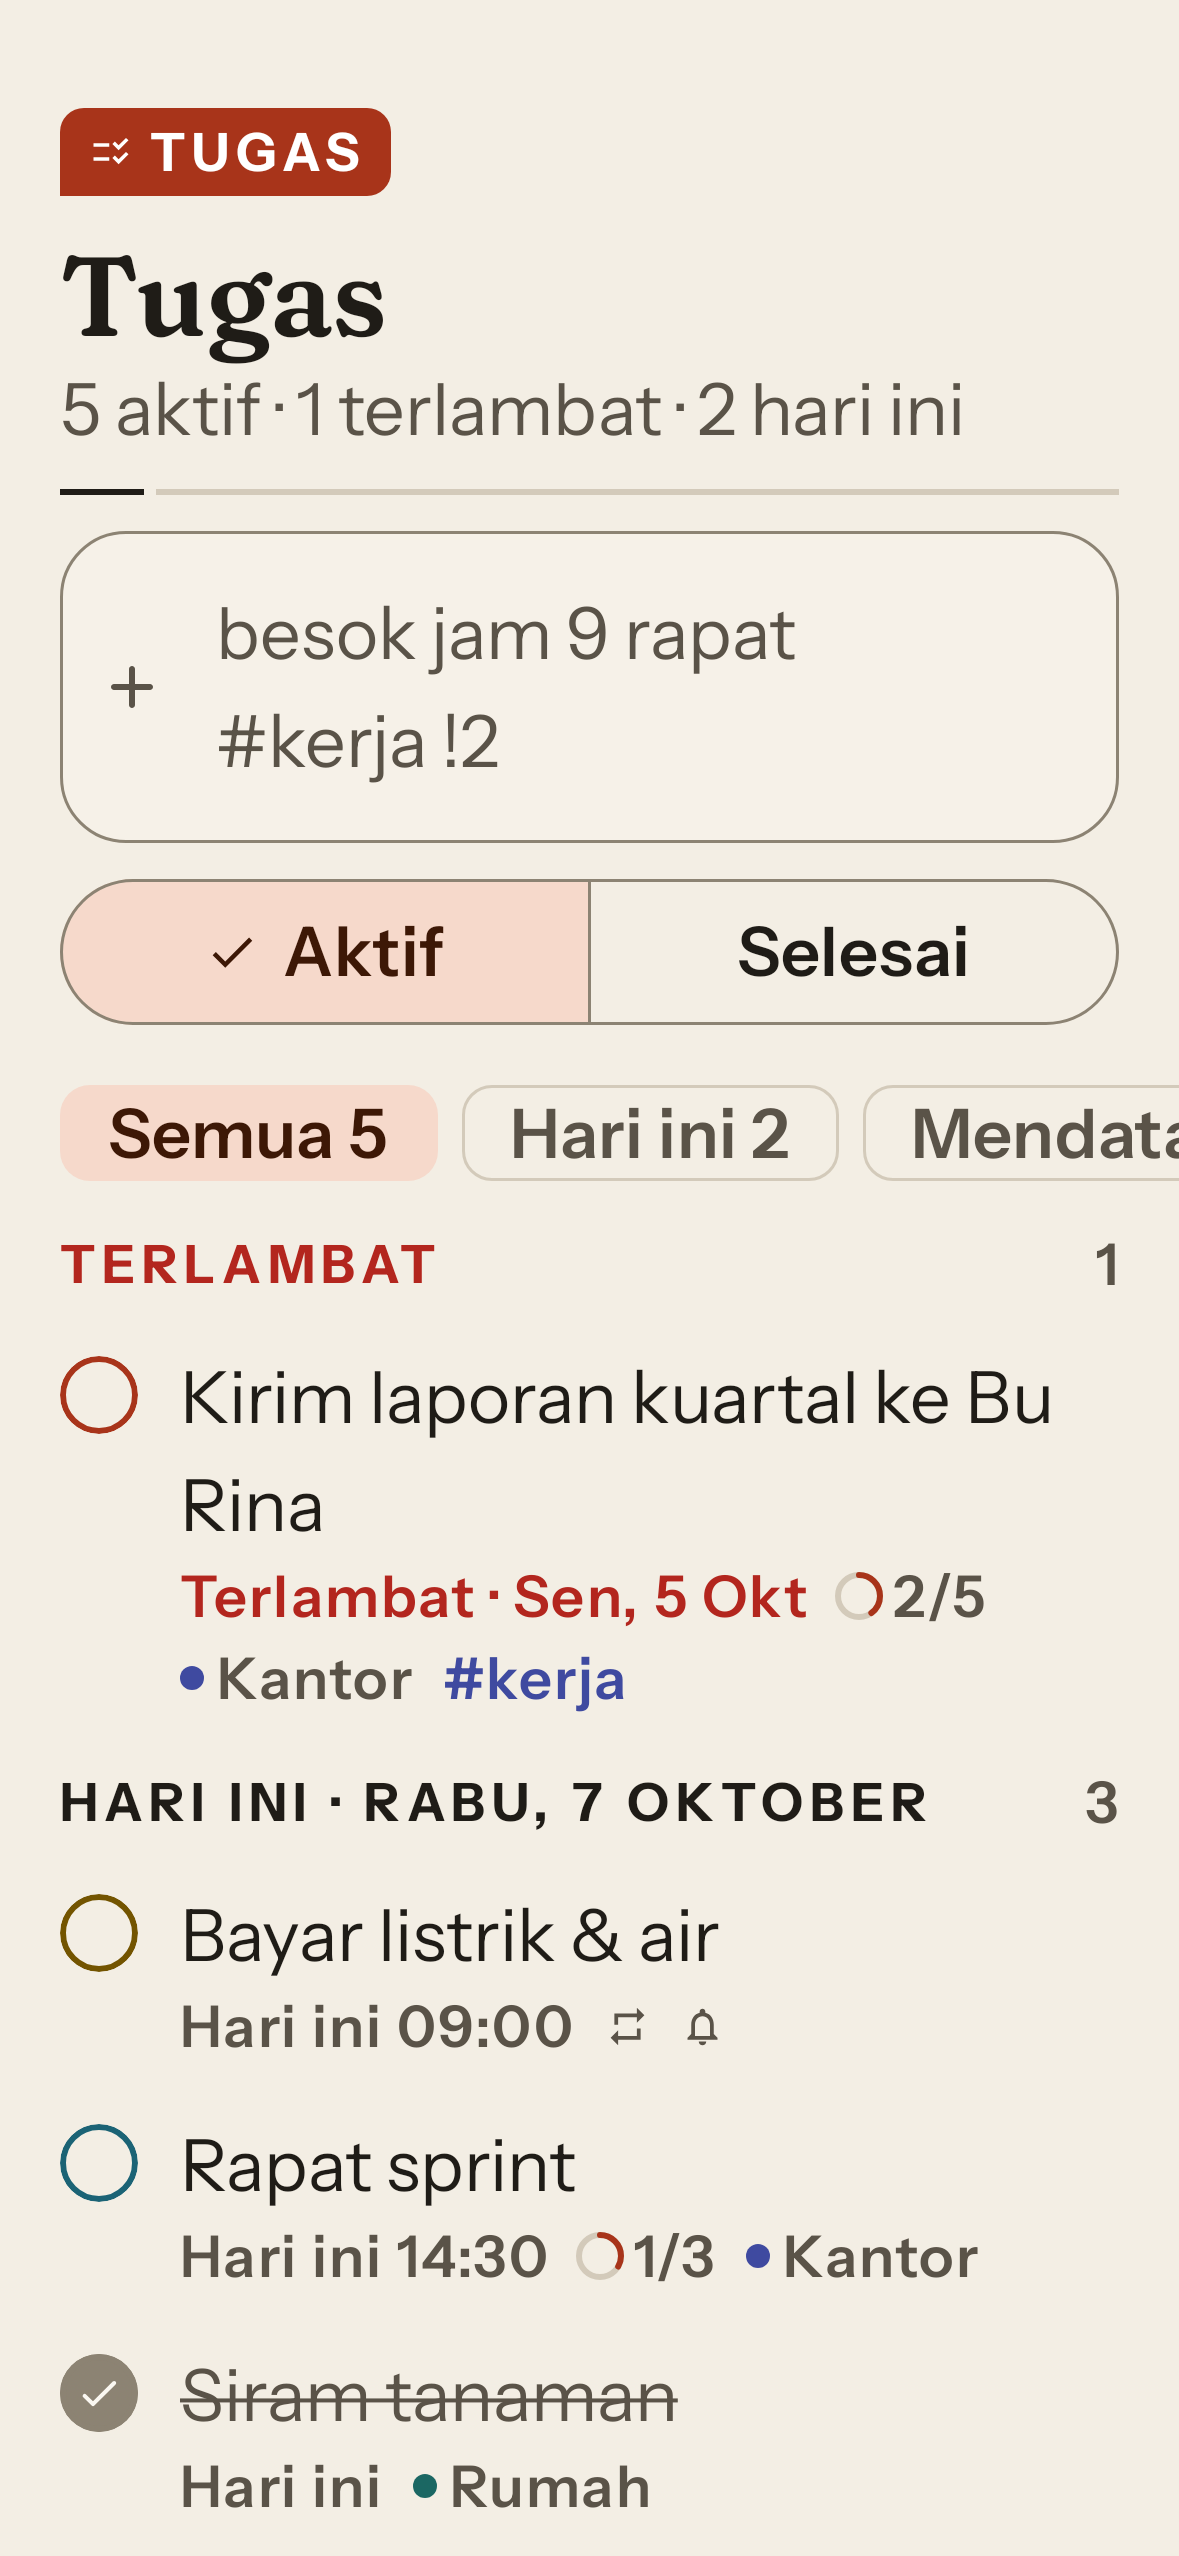 TUGAS
Tugas
5 aktif · 1 terlambat · 2 hari ini
besok jam 9 rapat
#kerja !2
Aktif
Selesai
Semua 5
Hari ini 2
TERLAMBAT
1
Kirim laporan kuartal ke Bu
Rina
Terlambat · Sen, 5 Okt 2/5
Kantor #kerja
HARI INI · RABU, 7 OKTOBER
3
Bayar listrik & air
Hari ini 09:00
Rapat sprint
Hari ini 14:30 1/3 Kantor
Siram tanaman
Hari ini Rumah